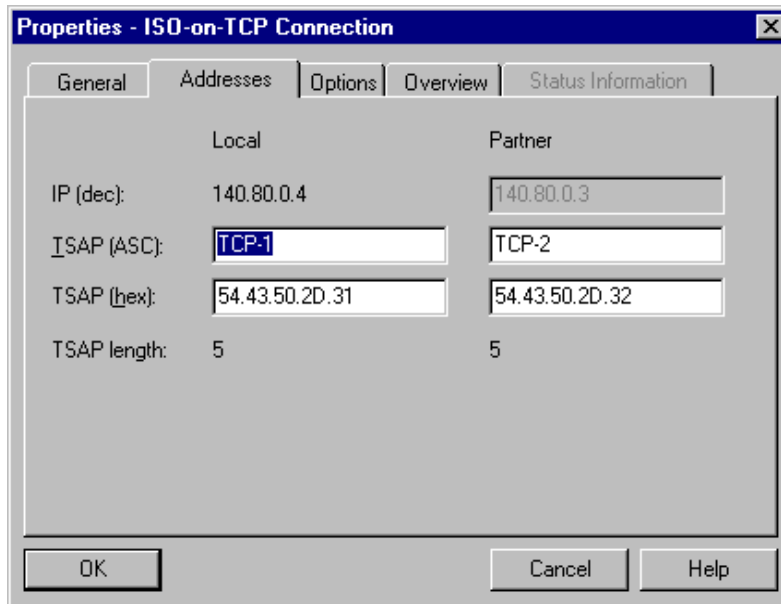 Properties - ISO-on-TCP Connection
General Addresses Options Overview Status Information
Local Partner
IP (dec): 140.80.0.4 140.80.0.3
TSAP (ASC): TCP-1 TCP-2
TSAP (hex): 54.43.50.2D.31 54.43.50.2D.32
TSAP length: 5 5
OK Cancel Help